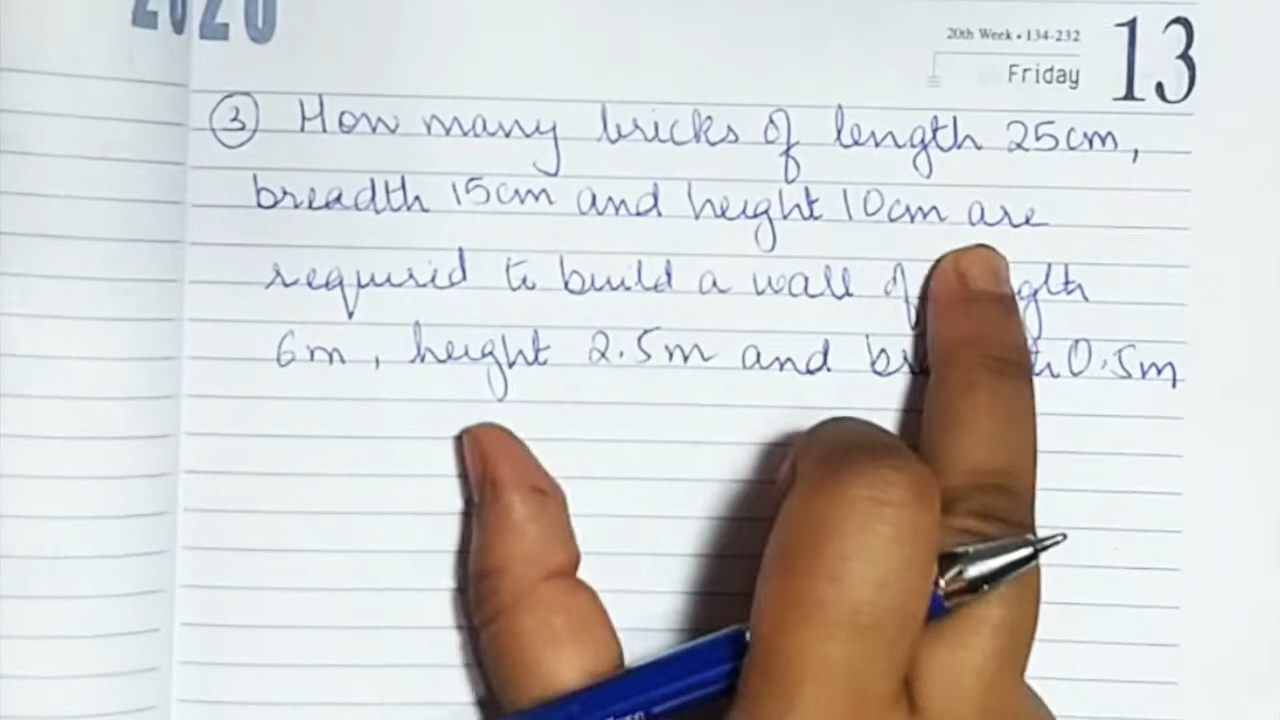 2020
20th Week • 134-232
Friday
13
③ How many bricks of length 25cm,
breadth 15cm and height 10cm are
required to build a wall of
6m, height 2.5m and 0.5m